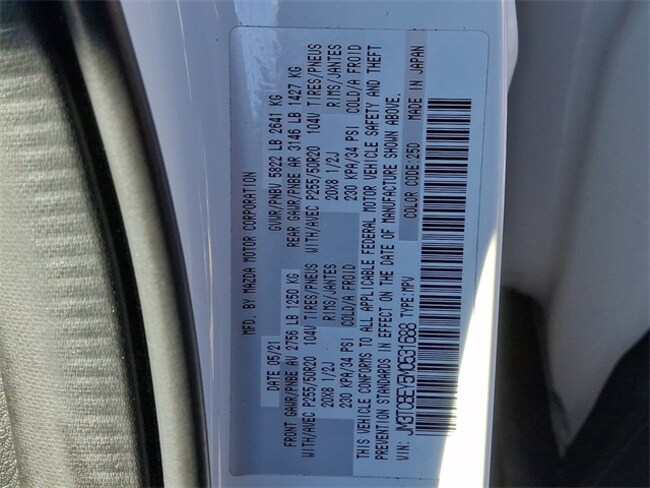 MFD. BY MAZDA MOTOR CORPORATION
DATE 05/21 GVWR/PNBV 5822 LB 2641 KG
FRONT GAWR/PNBE AV 2756 LB 1250 KG REAR GAWR/PNBE AR 3146 LB 1427 KG
WITH/AVEC P255/50R20 104V TIRES/PNEUS WITH/AVEC P255/50R20 104V TIRES/PNEUS
20X8 1/2J RIMS/JANTES 20X8 1/2J RIMS/JANTES
230 KPA/34 PSI COLD/A FROID 230 KPA/34 PSI COLD/A FROID
THIS VEHICLE CONFORMS TO ALL APPLICABLE FEDERAL MOTOR VEHICLE SAFETY AND THEFT
PREVENTION STANDARDS IN EFFECT ON THE DATE OF MANUFACTURE SHOWN ABOVE.
VIN: JM3TCBEY5N0631688 TYPE:MPV COLOR CODE:25D MADE IN JAPAN